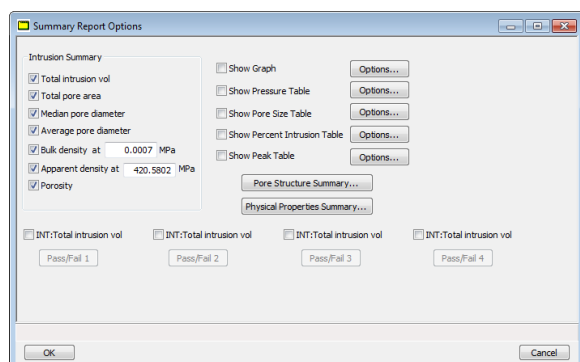 Summary Report Options
Intrusion Summary
Total intrusion vol
Total pore area
Median pore diameter
Average pore diameter
Bulk density at 0.0007 MPa
Apparent density at 420.5802 MPa
Porosity
Show Graph Options...
Show Pressure Table Options...
Show Pore Size Table Options...
Show Percent Intrusion Table Options...
Show Peak Table Options...
Pore Structure Summary...
Physical Properties Summary...
INT:Total intrusion vol INT:Total intrusion vol INT:Total intrusion vol INT:Total intrusion vol
Pass/Fail 1 Pass/Fail 2 Pass/Fail 3 Pass/Fail 4
OK Cancel